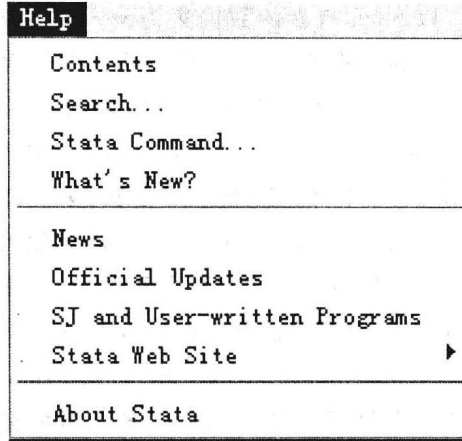 Help
Contents
Search...
Stata Command...
What's New?
News
Official Updates
SJ and User-written Programs
Stata Web Site
About Stata